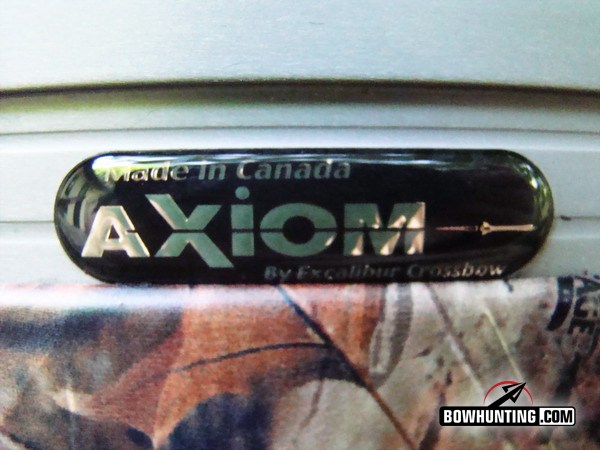 Made in Canada
AXiOM
By Excalibur Crossbow
BOWHUNTING.COM